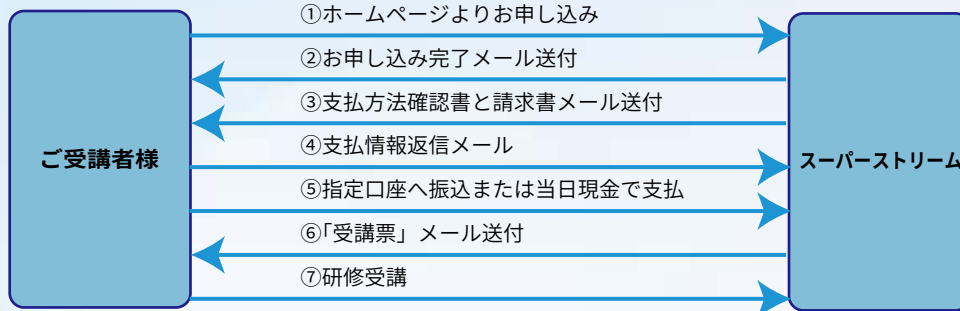 ①ホームページよりお申し込み
②お申し込み完了メール送付
③支払方法確認書と請求書メール送付
④支払情報返信メール
ご受講者様
スーパーストリーム
⑤指定口座へ振込または当日現金で支払
⑥「受講票」メール送付
⑦研修受講